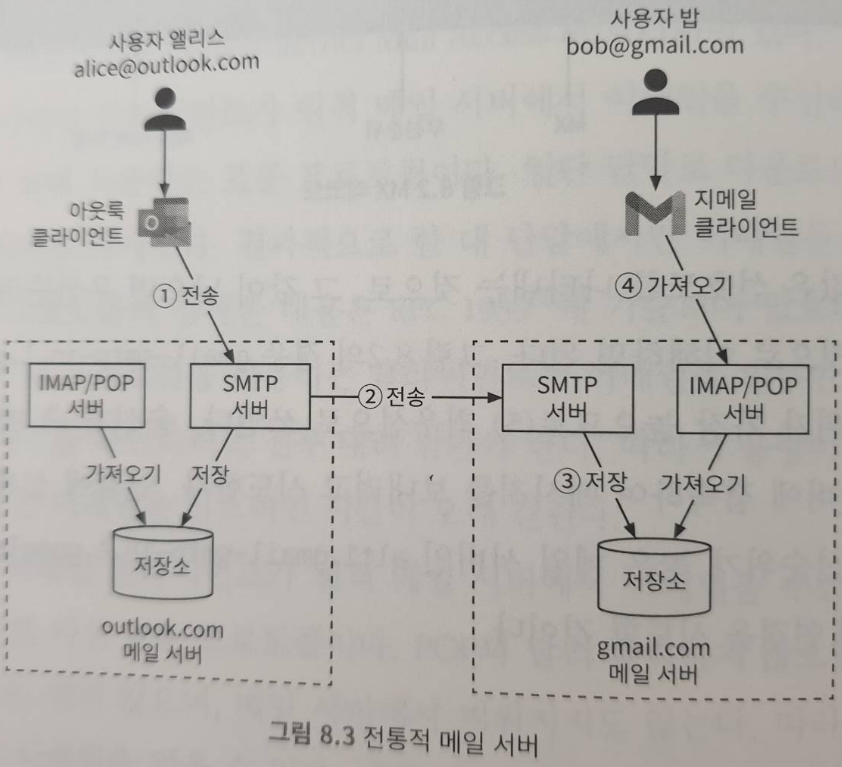 사용자 앨리스
alice@outlook.com
사용자 밥
bob@gmail.com
아웃룩
클라이언트
지메일
클라이언트
① 전송
④ 가져오기
IMAP/POP
서버
SMTP
서버
② 전송
SMTP
서버
IMAP/POP
서버
가져오기
저장
③ 저장
가져오기
저장소
저장소
outlook.com
메일 서버
gmail.com
메일 서버
그림 8.3 전통적 메일 서버